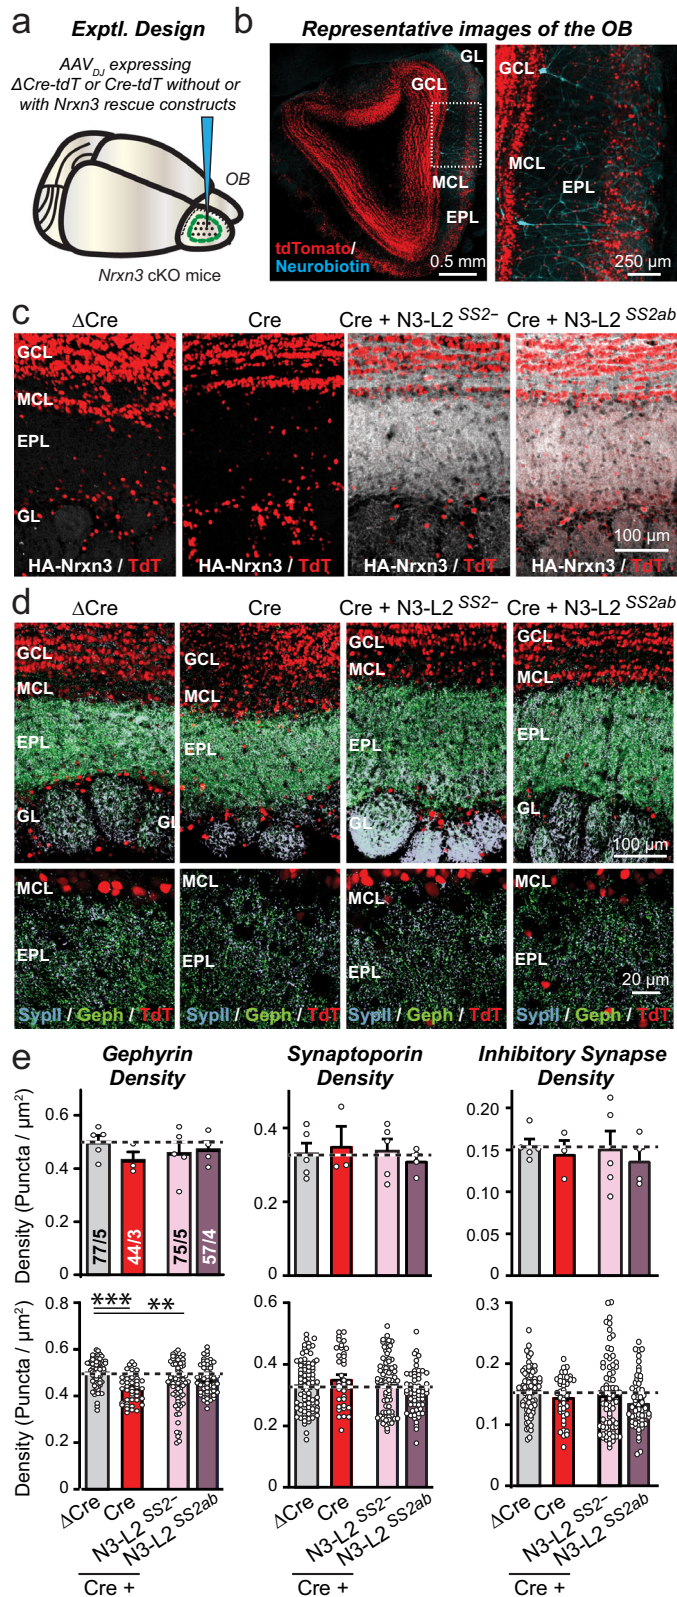 a Exptl. Design
AAV_DJ expressing
ΔCre-tdT or Cre-tdT without or
with Nrxn3 rescue constructs
OB
Nrxn3 cKO mice
b Representative images of the OB
GL
GCL
MCL
EPL
tdTomato/
Neurobiotin
0.5 mm
GCL
MCL
EPL
250 µm
c
ΔCre Cre Cre + N3-L2 SS2– Cre + N3-L2 SS2ab
GCL
MCL
EPL
GL
100 µm
HA-Nrxn3 / TdT HA-Nrxn3 / TdT HA-Nrxn3 / TdT HA-Nrxn3 / TdT
d
ΔCre Cre Cre + N3-L2 SS2– Cre + N3-L2 SS2ab
GCL GCL GCL GCL
MCL MCL MCL MCL
EPL EPL EPL EPL
GL Gl GL GL GL
100 µm
MCL MCL MCL MCL
EPL EPL EPL EPL
20 µm
SypII / Geph / TdT SypII / Geph / TdT SypII / Geph / TdT SypII / Geph / TdT
e
Gephyrin
Density
Synaptoporin
Density
Inhibitory Synapse
Density
Density (Puncta / µm²)
0.6
0.4
0.2
0
77/5 44/3 75/5 57/4
0.4
0.2
0
0.20
0.15
0.10
0.05
0
Density (Puncta / µm²)
0.8
0.6
0.4
0.2
0
*** **
0.6
0.4
0.2
0
0.3
0.2
0.1
0
ΔCre Cre N3-L2 SS2– N3-L2 SS2ab
Cre +
ΔCre Cre N3-L2 SS2– N3-L2 SS2ab
Cre +
ΔCre Cre N3-L2 SS2– N3-L2 SS2ab
Cre +